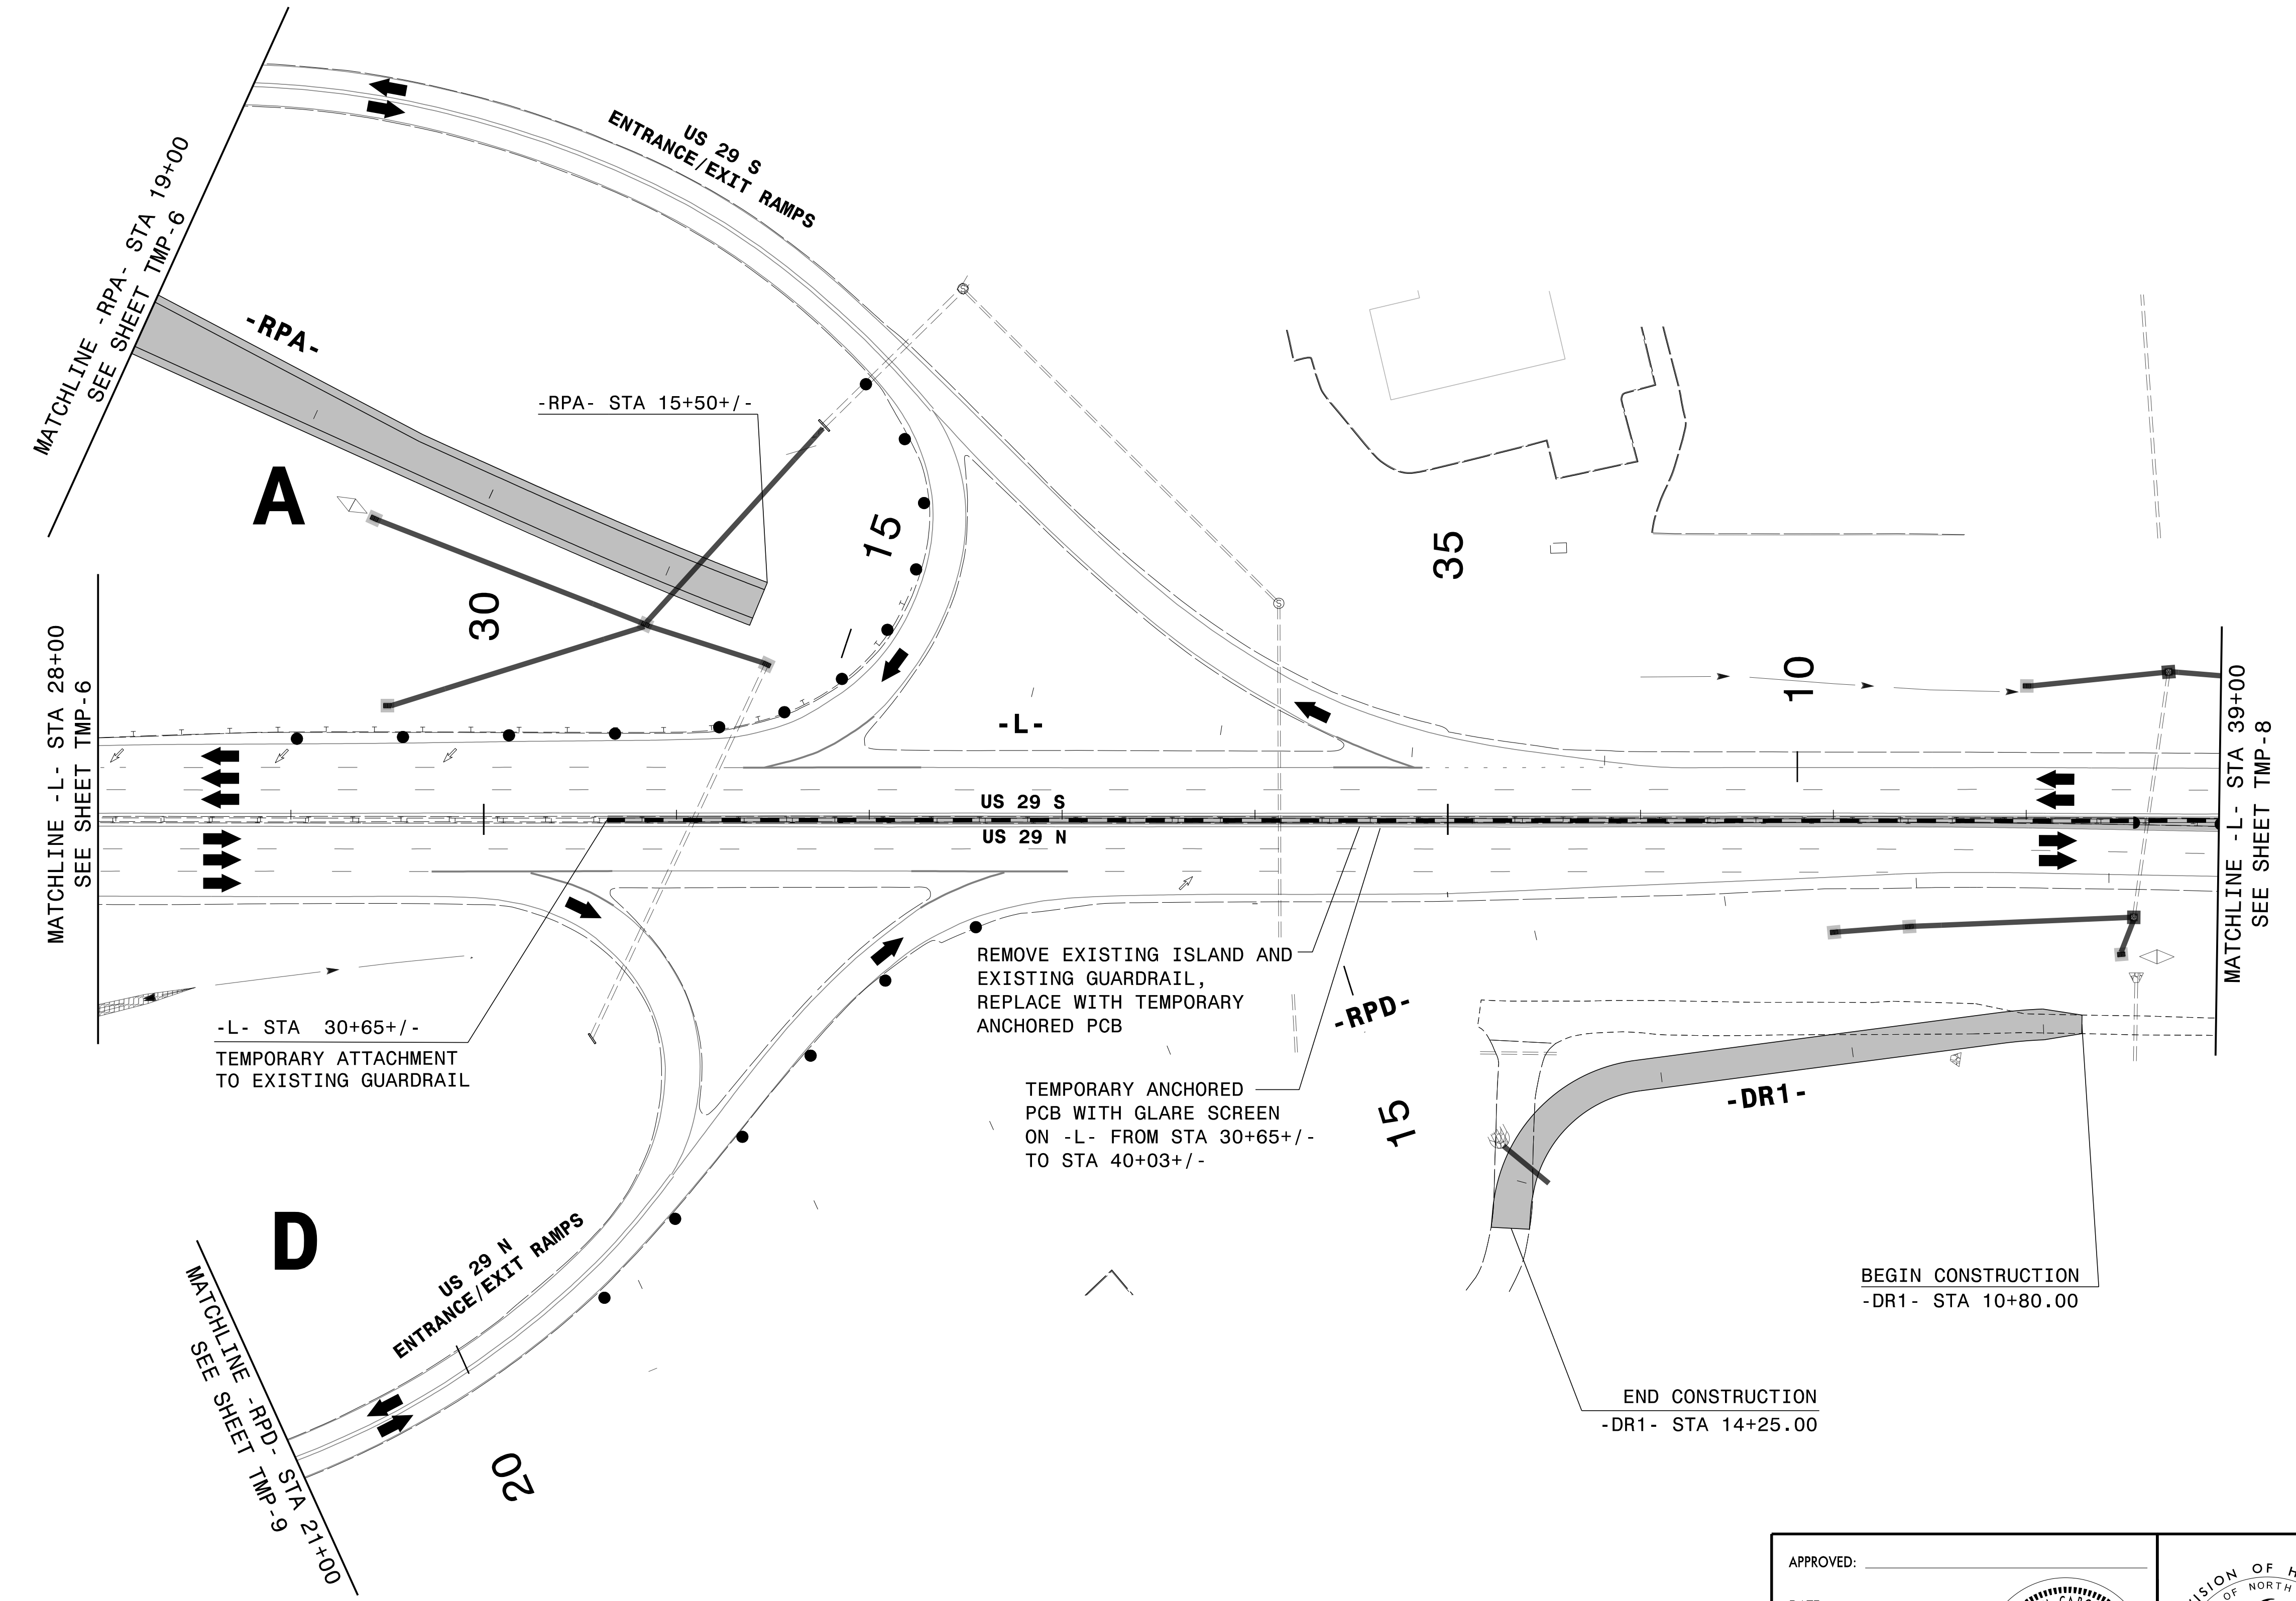 US 29 S
ENTRANCE/EXIT RAMPS
MATCHLINE -RPA- STA 19+00
SEE SHEET TMP-6
-RPA-
-RPA- STA 15+50+/-
A
15
30
35
10
MATCHLINE -L- STA 28+00
SEE SHEET TMP-6
-L-
US 29 S
US 29 N
MATCHLINE -L- STA 39+00
SEE SHEET TMP-8
REMOVE EXISTING ISLAND AND
EXISTING GUARDRAIL,
REPLACE WITH TEMPORARY
ANCHORED PCB
-RPD-
-L- STA 30+65+/-
TEMPORARY ATTACHMENT
TO EXISTING GUARDRAIL
TEMPORARY ANCHORED
PCB WITH GLARE SCREEN
ON -L- FROM STA 30+65+/-
TO STA 40+03+/-
15
-DR1-
D
US 29 N
ENTRANCE/EXIT RAMPS
BEGIN CONSTRUCTION
-DR1- STA 10+80.00
END CONSTRUCTION
-DR1- STA 14+25.00
MATCHLINE -RPD- STA 21+00
SEE SHEET TMP-9
20
APPROVED:
OF
OF NORTH